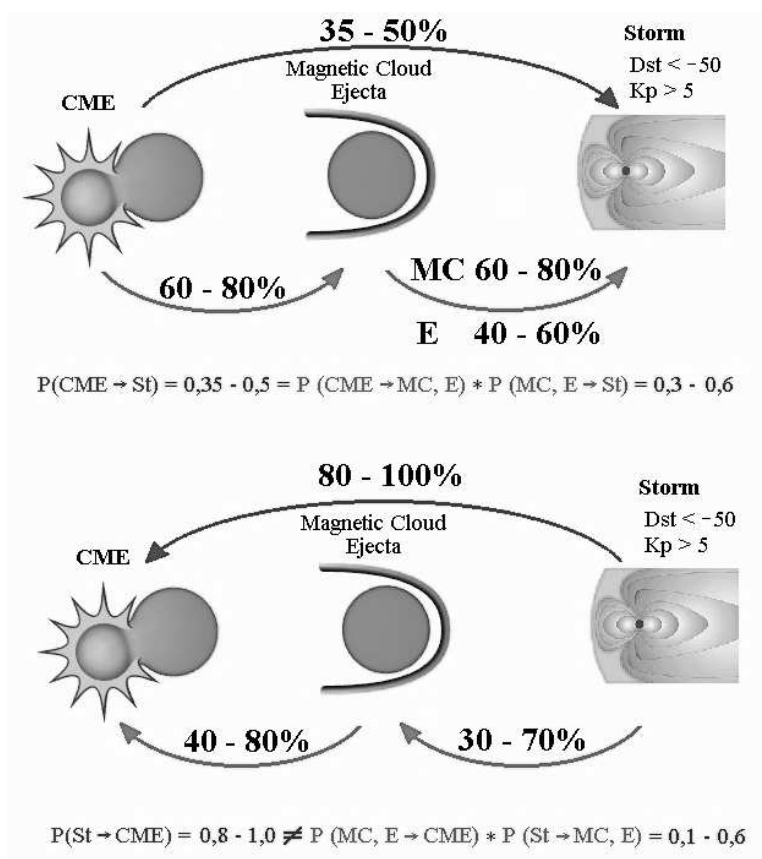 35 - 50%
Storm
Magnetic Cloud
Ejecta
Dst < −50
Kp > 5
CME
60 - 80%
MC 60 - 80%
E 40 - 60%
P(CME → St) = 0,35 - 0,5 = P (CME → MC, E) * P (MC, E → St) = 0,3 - 0,6
80 - 100%
Storm
Magnetic Cloud
Ejecta
Dst < −50
Kp > 5
CME
40 - 80%
30 - 70%
P(St → CME) = 0,8 - 1,0 ≠ P (MC, E → CME) * P (St → MC, E) = 0,1 - 0,6